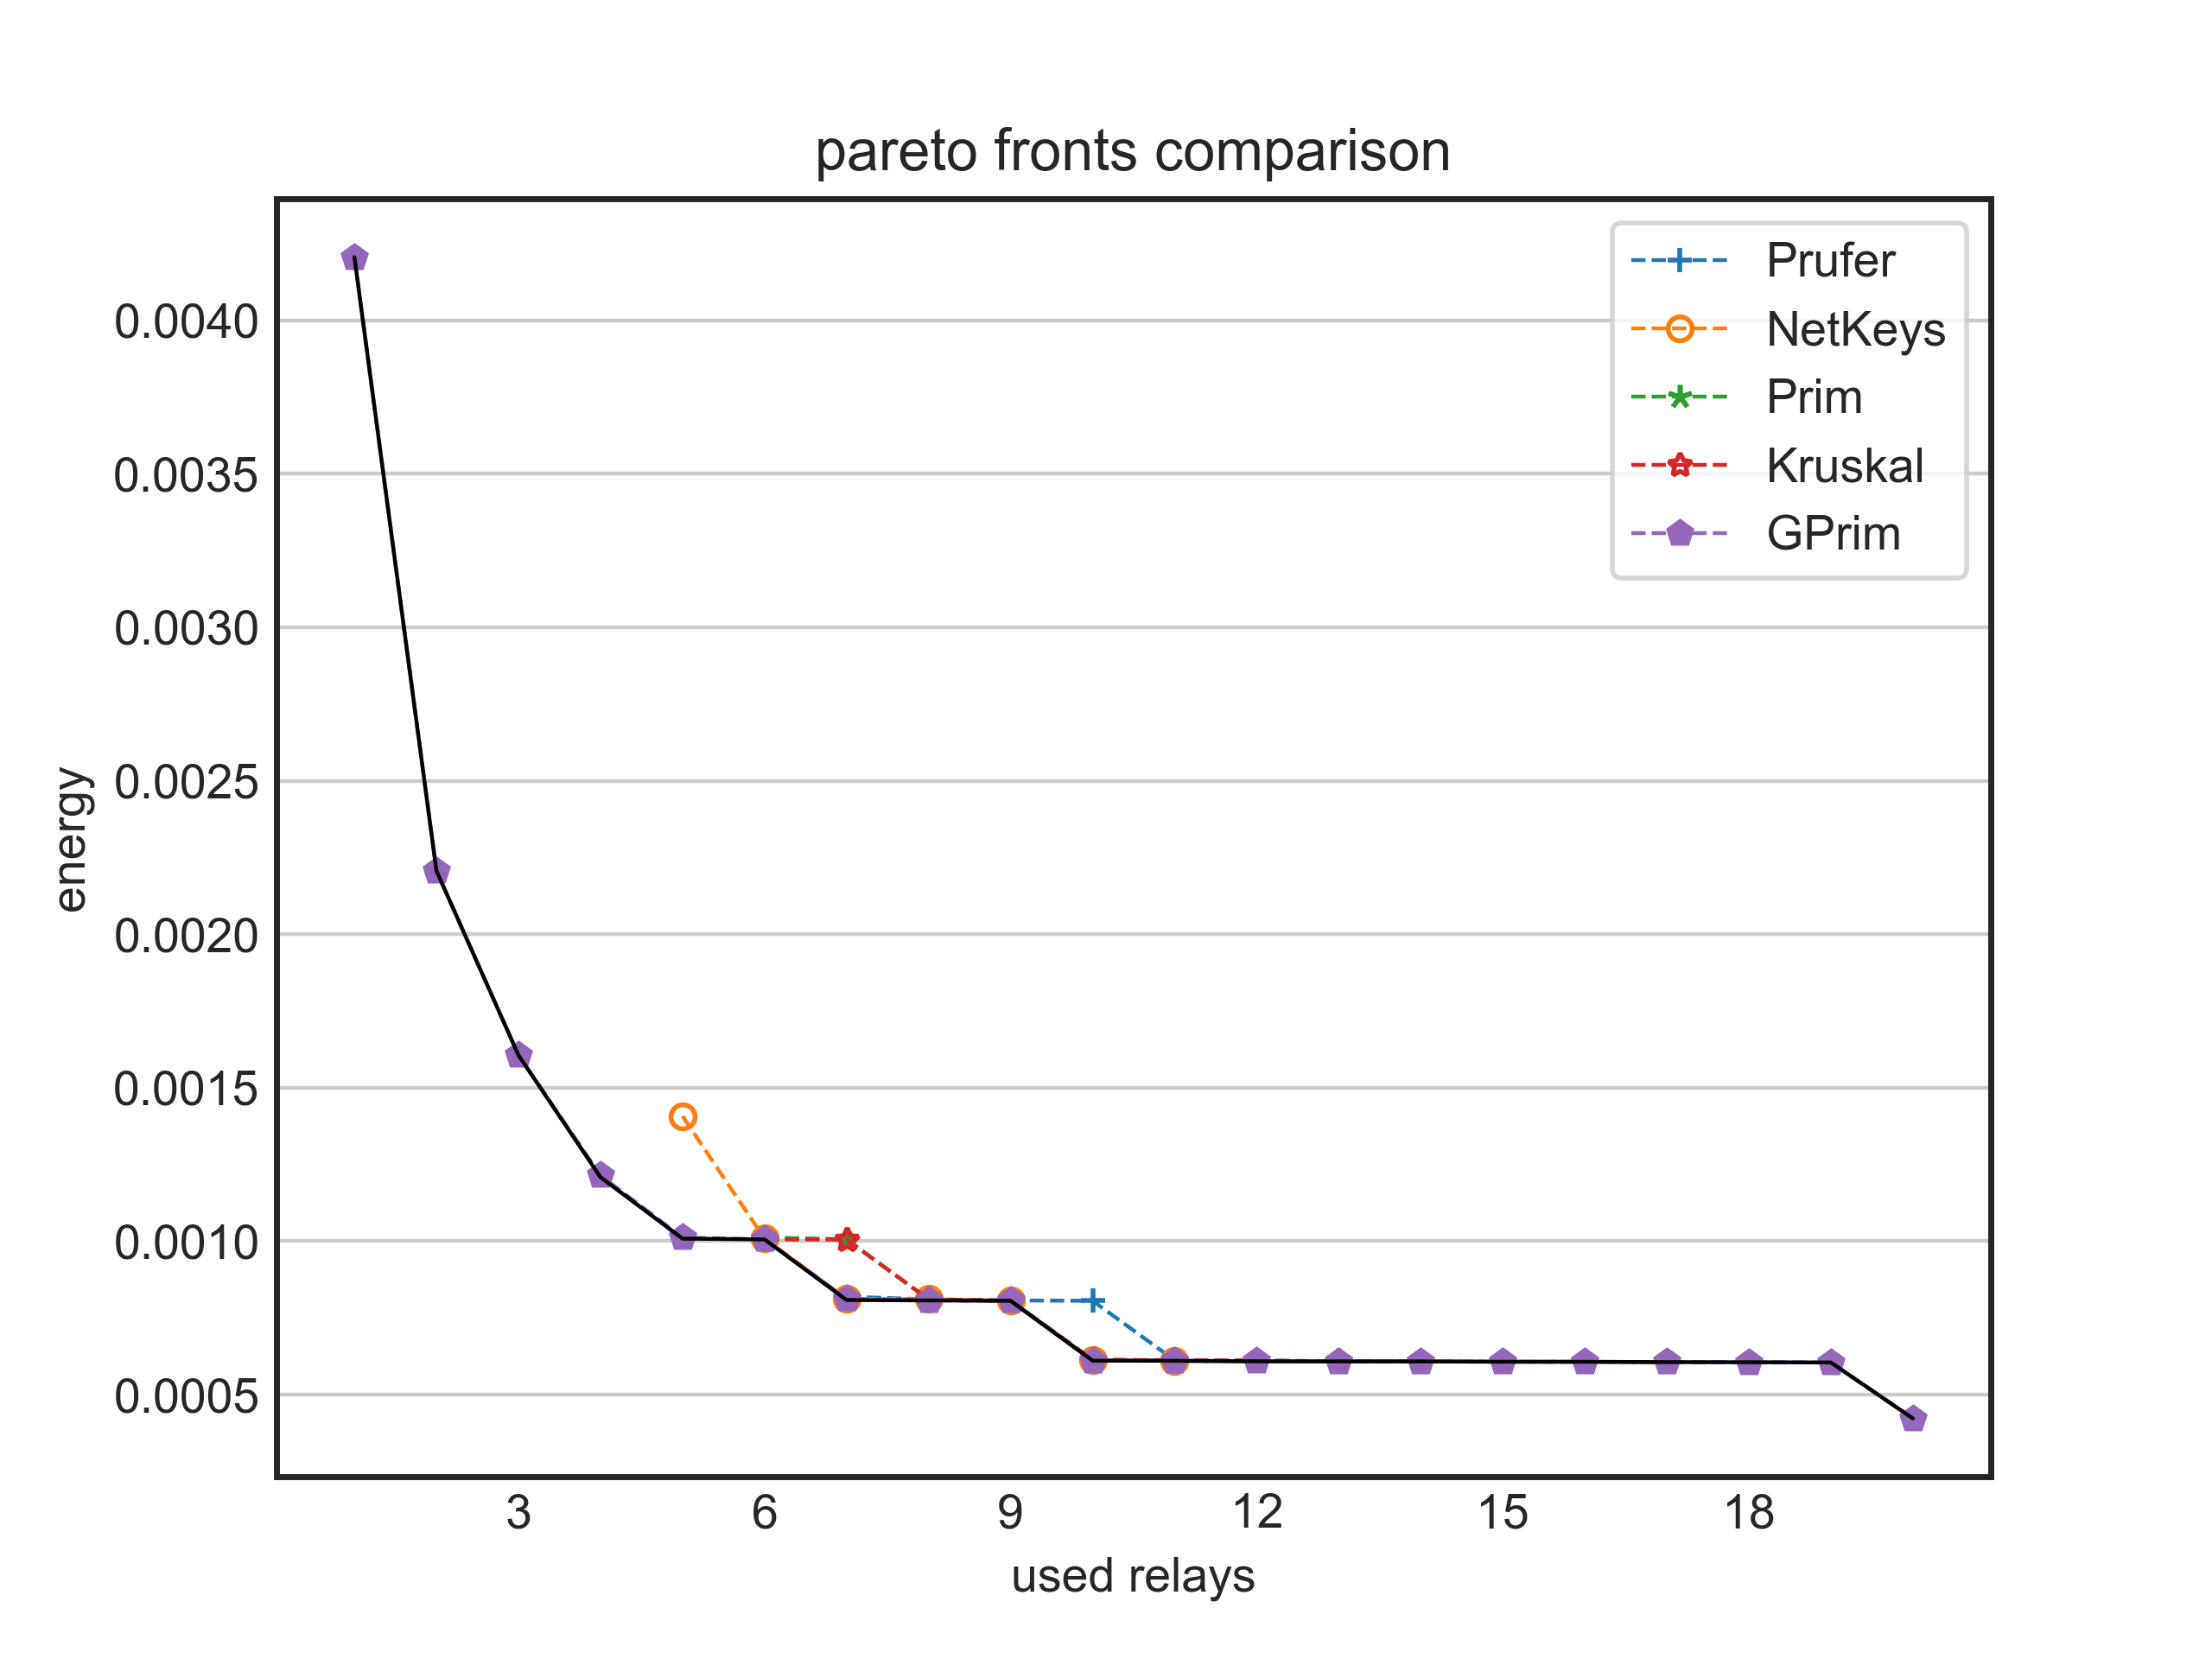 pareto fronts comparison
Prufer
NetKeys
Prim
Kruskal
GPrim
0.0040
0.0035
0.0030
0.0025
0.0020
0.0015
0.0010
0.0005
energy
3 6 9 12 15 18
used relays